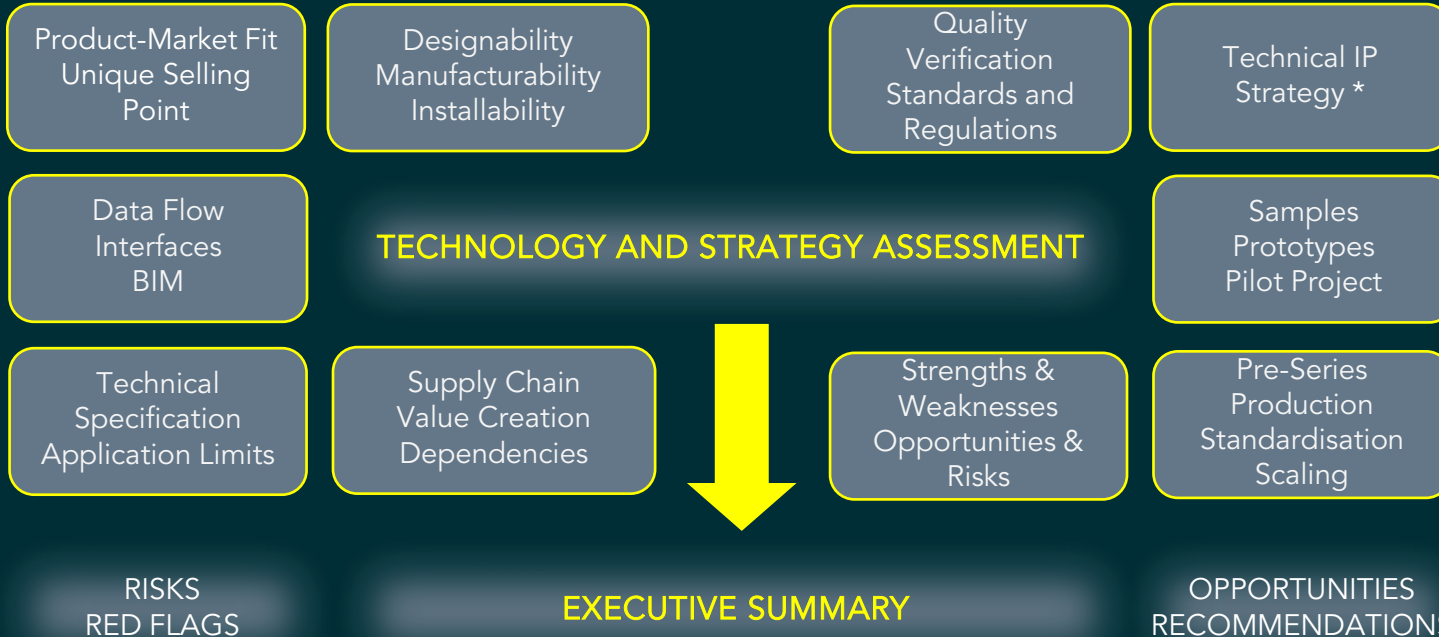 Product-Market Fit
Unique Selling
Point
Designability
Manufacturability
Installability
Quality
Verification
Standards and
Regulations
Technical IP
Strategy *
Data Flow
Interfaces
BIM
TECHNOLOGY AND STRATEGY ASSESSMENT
Samples
Prototypes
Pilot Project
Technical
Specification
Application Limits
Supply Chain
Value Creation
Dependencies
Strengths &
Weaknesses
Opportunities &
Risks
Pre-Series
Production
Standardisation
Scaling
RISKS
RED FLAGS
EXECUTIVE SUMMARY
OPPORTUNITIES
RECOMMENDATIONS